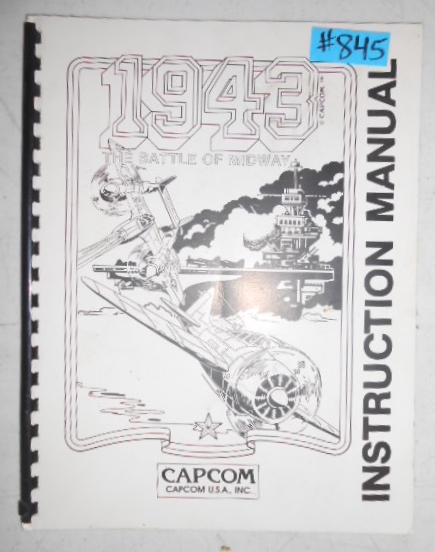 #845
1943
© CAPCOM
THE BATTLE OF MIDWAY
INSTRUCTION MANUAL
CAPCOM
CAPCOM U.S.A., INC.